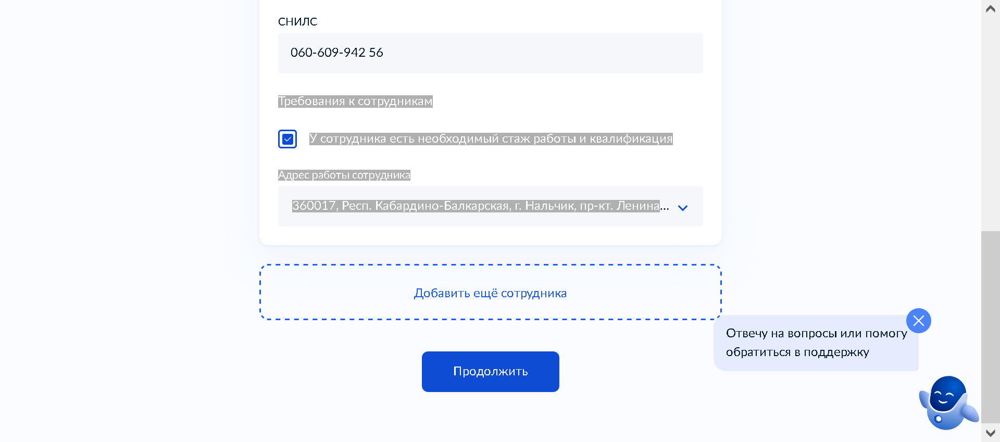 СНИЛС
060-609-942 56
Требования к сотрудникам
У сотрудника есть необходимый стаж работы и квалификация
Адрес работы сотрудника
360017, Респ. Кабардино-Балкарская, г. Нальчик, пр-кт. Ленина...
Добавить ещё сотрудника
Отвечу на вопросы или помогу
обратиться в поддержку
Продолжить